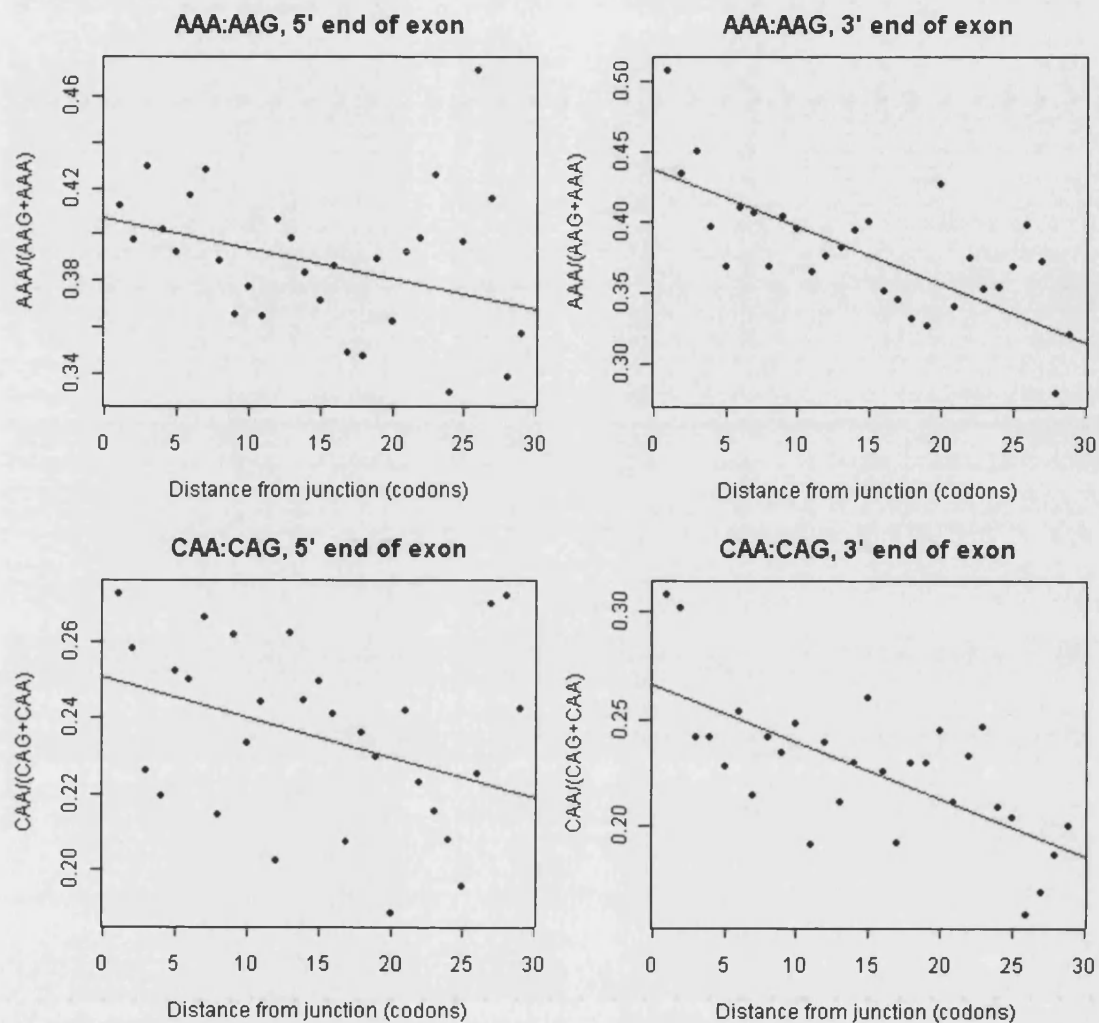 AAA:AAG, 5' end of exon
AAA/(AAG+AAA)
0.46
0.42
0.38
0.34
0 5 10 15 20 25 30
Distance from junction (codons)
AAA:AAG, 3' end of exon
AAA/(AAG+AAA)
0.50
0.45
0.40
0.35
0.30
0 5 10 15 20 25 30
Distance from junction (codons)
CAA:CAG, 5' end of exon
CAA/(CAG+CAA)
0.26
0.24
0.22
0.20
0 5 10 15 20 25 30
Distance from junction (codons)
CAA:CAG, 3' end of exon
CAA/(CAG+CAA)
0.30
0.25
0.20
0 5 10 15 20 25 30
Distance from junction (codons)